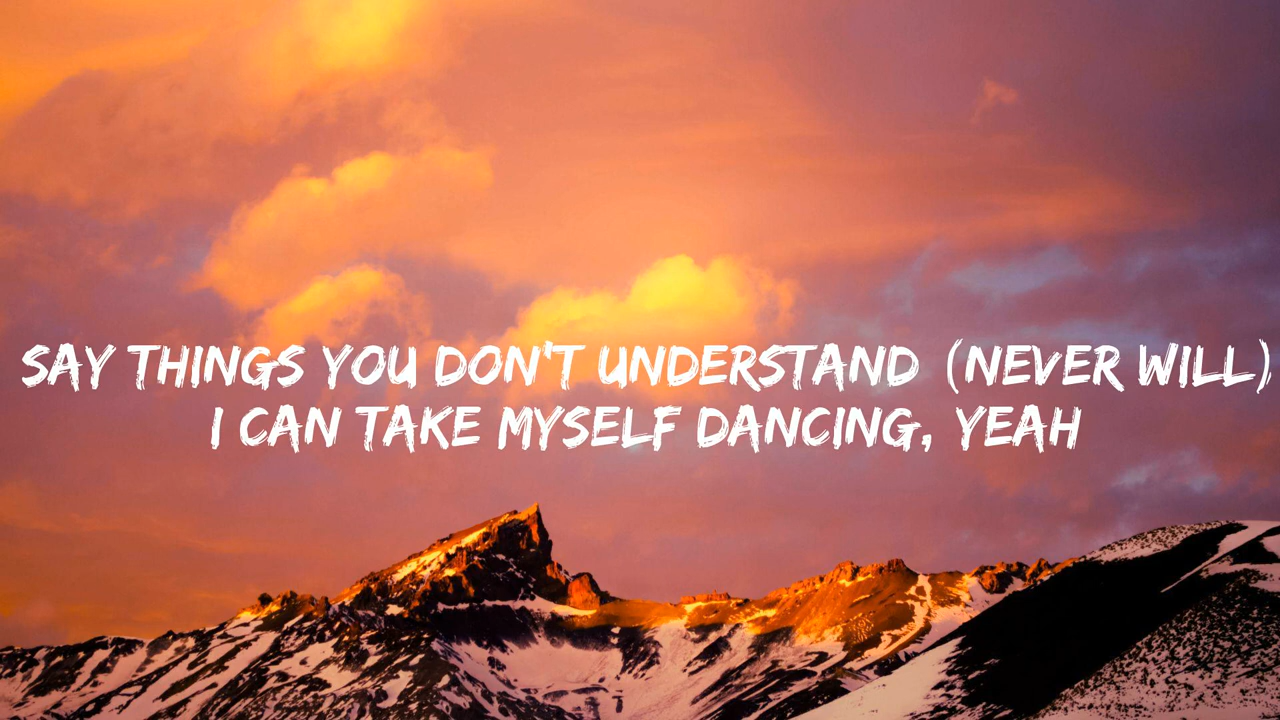 SAY THINGS YOU DON'T UNDERSTAND (NEVER WILL)
I CAN TAKE MYSELF DANCING, YEAH